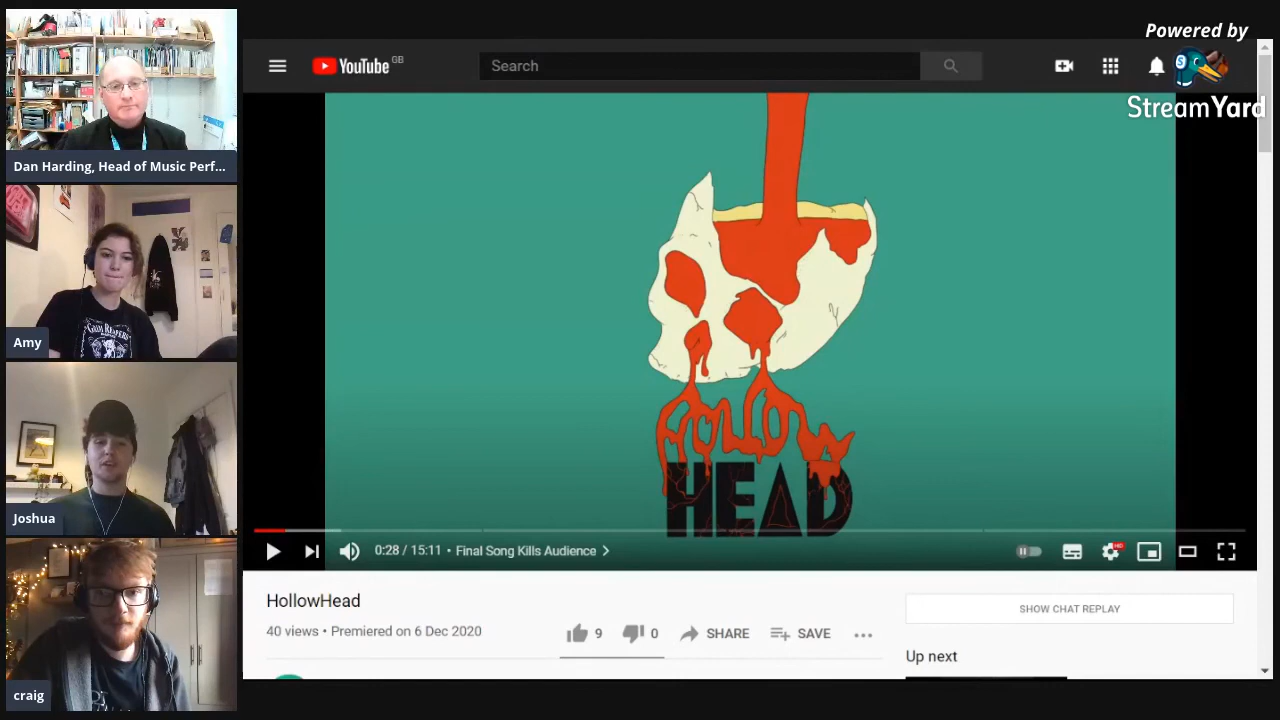 Powered by
StreamYard
Dan Harding, Head of Music Perf...
Amy
Joshua
craig
YouTube GB
Search
HOLLOW
HEAD
0:28 / 15:11 • Final Song Kills Audience
HollowHead
40 views • Premiered on 6 Dec 2020
9
0
SHARE
SAVE
SHOW CHAT REPLAY
Up next